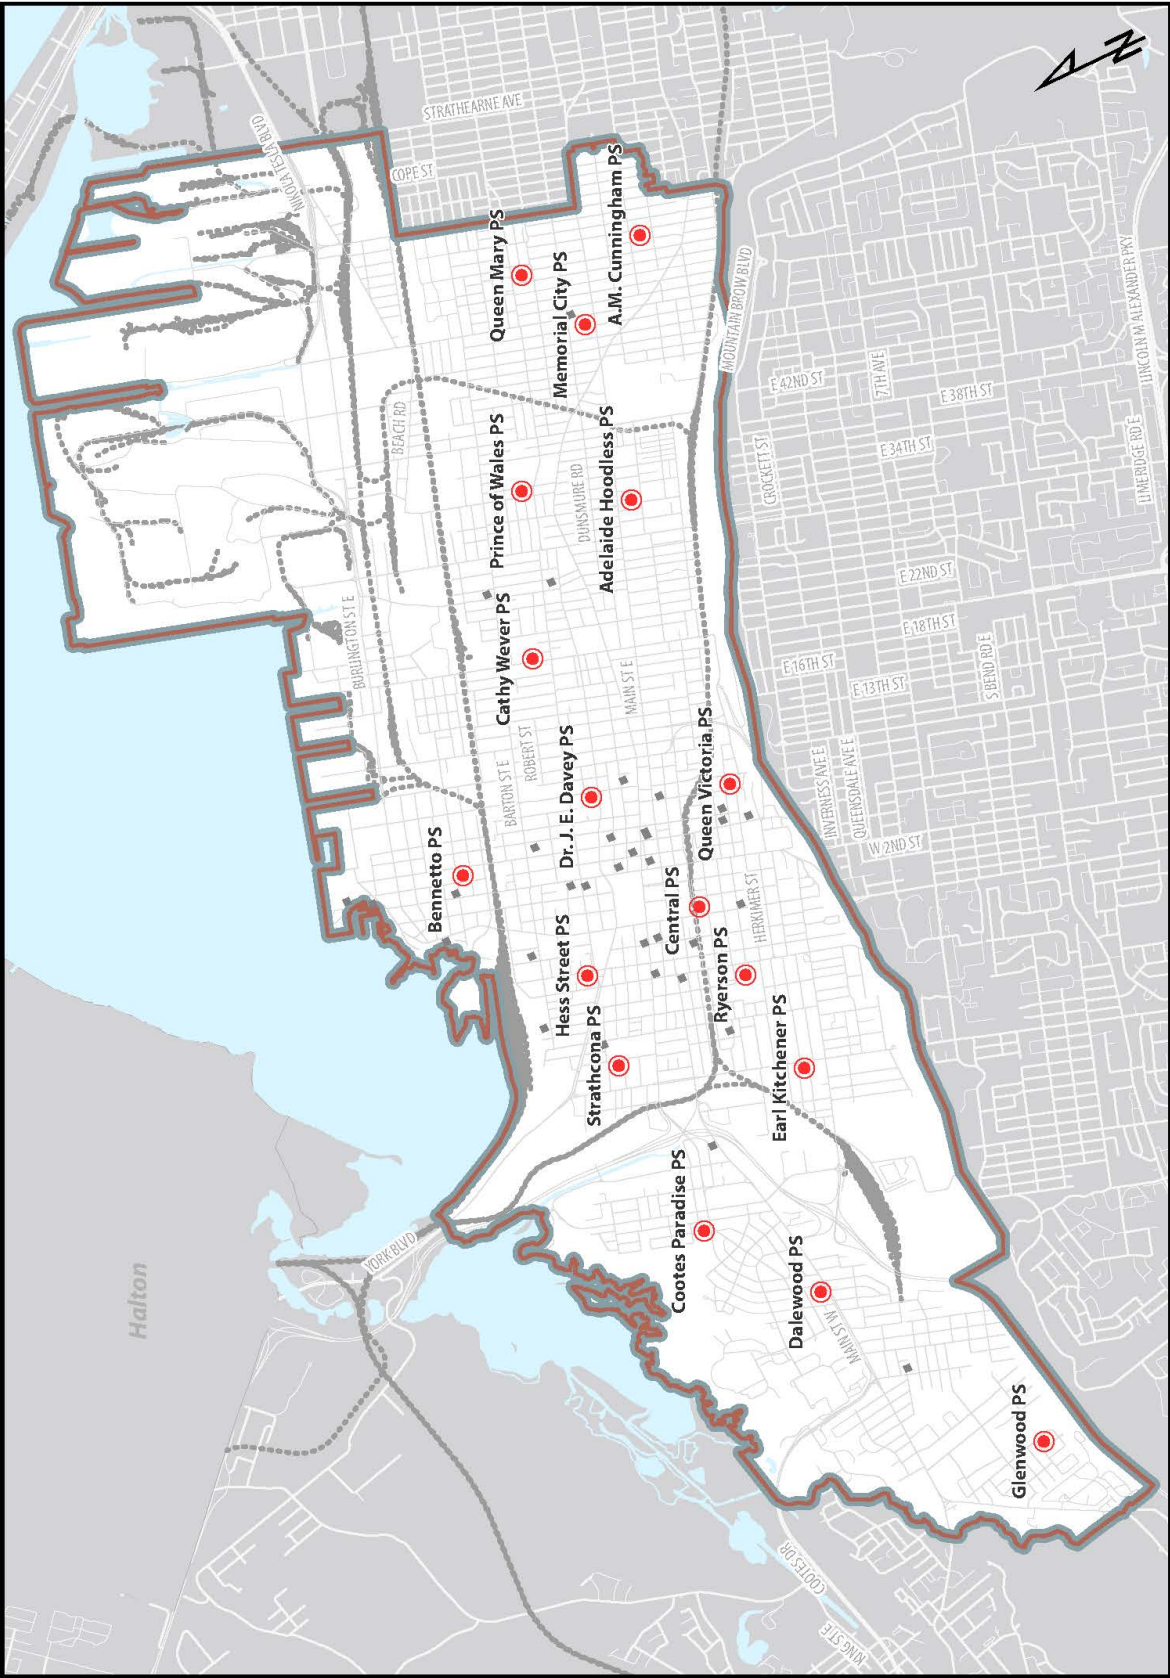 Halton
STRATHEARNE AVE
NIKOLA TESLA BLVD
COPE ST
Queen Mary PS
Memorial City PS
A.M. Cunningham PS
MOUNTAIN BROW BLVD
E 42ND ST
7TH AVE
E 38TH ST
LINCOLN M ALEXANDER PKY
BEACH RD
Prince of Wales PS
DUNSMURE RD
Adelaide Hoodless PS
CROCKETT ST
E 34TH ST
LIMERIDGE RD E
E 22ND ST
BURLINGTON ST E
Cathy Wever PS
MAIN ST E
E 18TH ST
E 16TH ST
E 13TH ST
S BEND RD E
BARTON ST E
ROBERT ST
Dr. J. E. Davey PS
Queen Victoria PS
INVERNESS AVE E
QUEENSDALE AVE E
W 2ND ST
Bennetto PS
Central PS
HERKIMER ST
Hess Street PS
Ryerson PS
Strathcona PS
Earl Kitchener PS
YORK BLVD
Cootes Paradise PS
Dalewood PS
MAIN ST W
Glenwood PS
COOTES DR
KING ST E
N